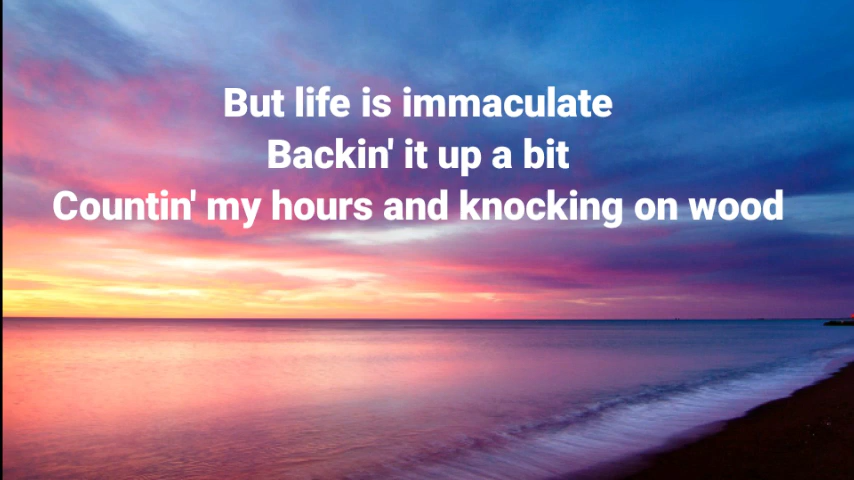 But life is immaculate
Backin' it up a bit
Countin' my hours and knocking on wood